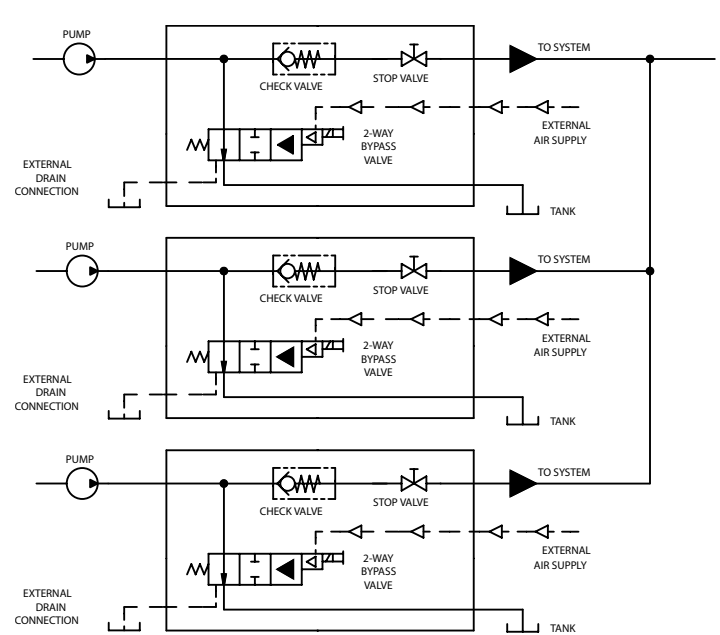 PUMP
TO SYSTEM
CHECK VALVE
STOP VALVE
EXTERNAL
AIR SUPPLY
2-WAY
BYPASS
VALVE
EXTERNAL
DRAIN
CONNECTION
TANK
PUMP
TO SYSTEM
CHECK VALVE
STOP VALVE
EXTERNAL
AIR SUPPLY
2-WAY
BYPASS
VALVE
EXTERNAL
DRAIN
CONNECTION
TANK
PUMP
TO SYSTEM
CHECK VALVE
STOP VALVE
EXTERNAL
AIR SUPPLY
2-WAY
BYPASS
VALVE
EXTERNAL
DRAIN
CONNECTION
TANK